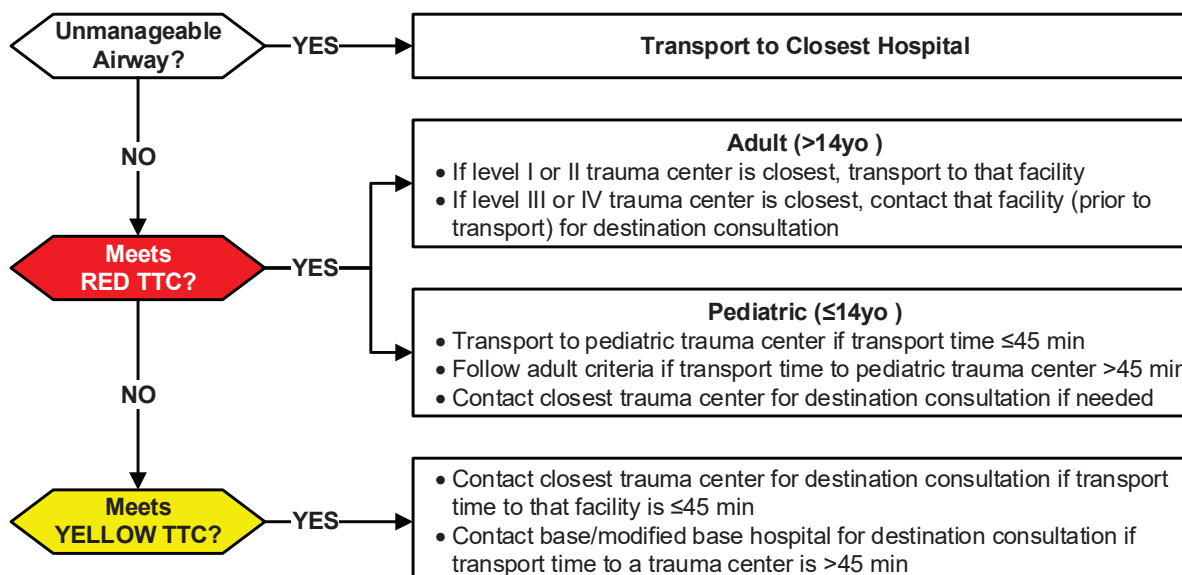 Unmanageable
Airway?
YES
Transport to Closest Hospital
NO
Adult (>14yo )
• If level I or II trauma center is closest, transport to that facility
• If level III or IV trauma center is closest, contact that facility (prior to
transport) for destination consultation
Meets
RED TTC?
YES
Pediatric (≤14yo )
• Transport to pediatric trauma center if transport time ≤45 min
• Follow adult criteria if transport time to pediatric trauma center >45 min
• Contact closest trauma center for destination consultation if needed
NO
Meets
YELLOW TTC?
YES
• Contact closest trauma center for destination consultation if transport
time to that facility is ≤45 min
• Contact base/modified base hospital for destination consultation if
transport time to a trauma center is >45 min